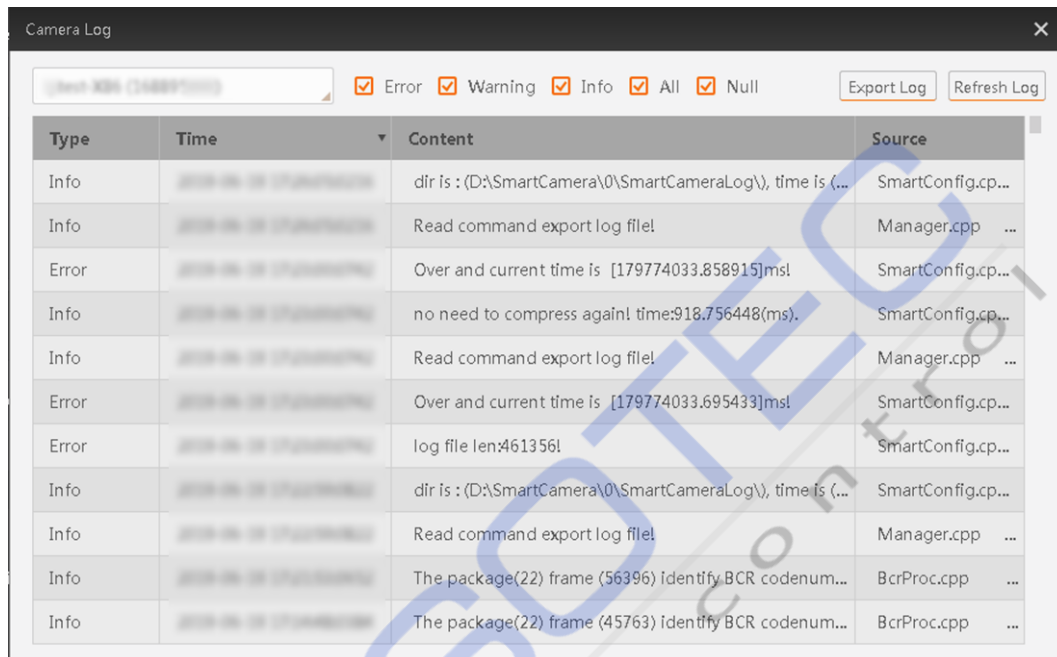 Camera Log
Error Warning Info All Null Export Log Refresh Log
Type Time Content Source
Info dir is : (D:\SmartCamera\0\SmartCameraLog\), time is (... SmartConfig.cp...
Info Read command export log file! Manager.cpp ...
Error Over and current time is [179774033.858915]ms! SmartConfig.cp...
Info no need to compress again! time:918.756448(ms). SmartConfig.cp...
Info Read command export log file! Manager.cpp ...
Error Over and current time is [179774033.695433]ms! SmartConfig.cp...
Error log file len:461356! SmartConfig.cp...
Info dir is : (D:\SmartCamera\0\SmartCameraLog\), time is (... SmartConfig.cp...
Info Read command export log file! Manager.cpp ...
Info The package(22) frame (56396) identify BCR codenum... BcrProc.cpp ...
Info The package(22) frame (45763) identify BCR codenum... BcrProc.cpp ...
SOTEC
control